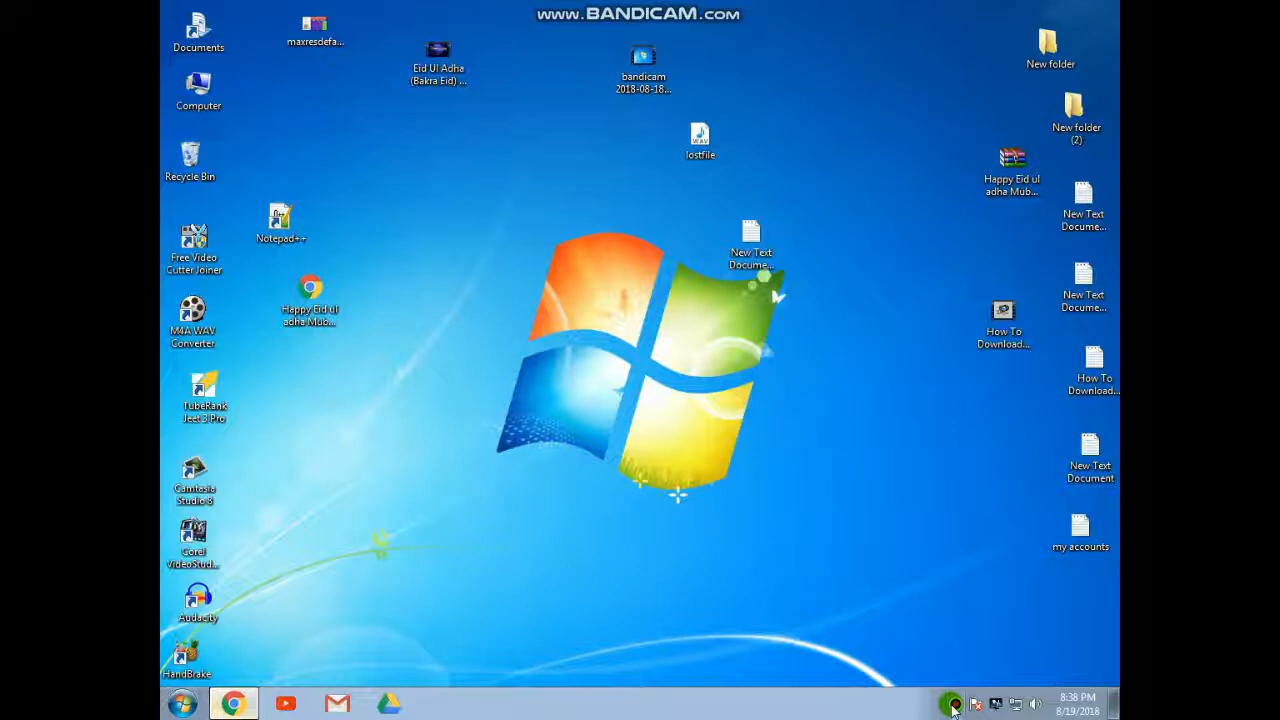 www.BANDICAM.com
Documents
maxresdefa...
Eid Ul Adha
(Bakra Eid) ...
bandicam
2018-08-18...
New folder
Computer
New folder
(2)
lostfile
Recycle Bin
Happy Eid ul
adha Mub...
New Text
Docume...
Notepad++
New Text
Docume...
Free Video
Cutter Joiner
Happy Eid ul
adha Mub...
New Text
Docume...
M4A WAV
Converter
How To
Download...
How To
Download...
TubeRank
Jeet 3 Pro
New Text
Document
Camtasia
Studio 8
my accounts
Corel
VideoStud...
Audacity
HandBrake
8:38 PM
8/19/2018